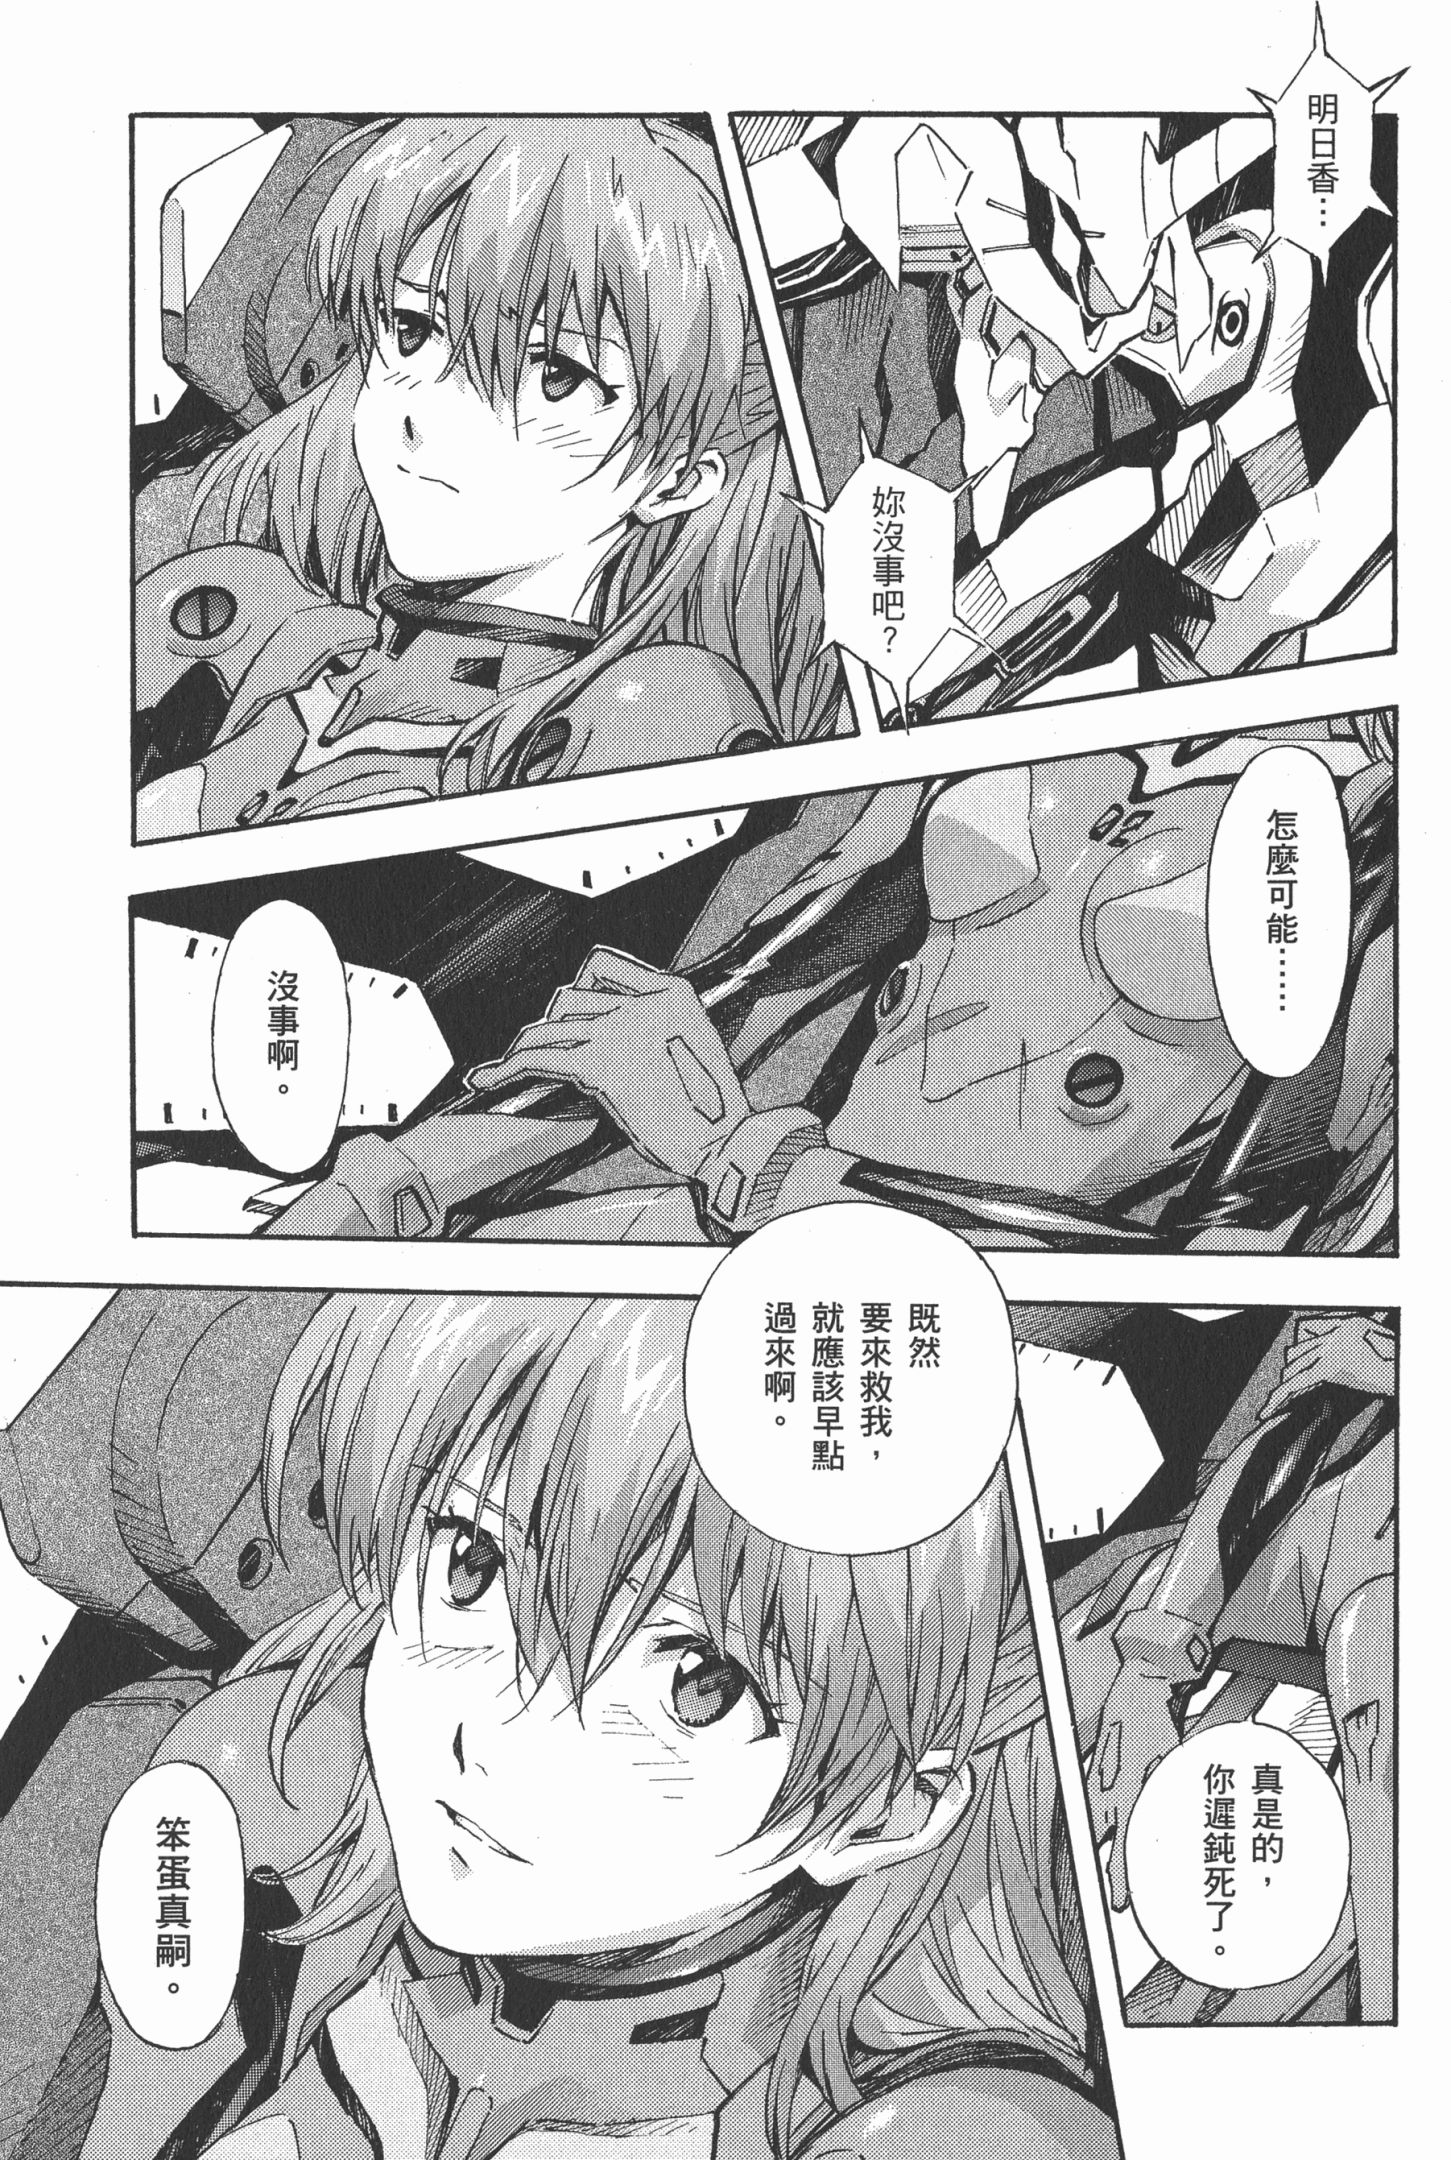 明日香…
妳沒事吧？
怎麼可能……
沒事啊。
真是的，
你遲鈍死了。
既然
要來救我，
就應該早點
過來啊。
笨蛋真嗣。